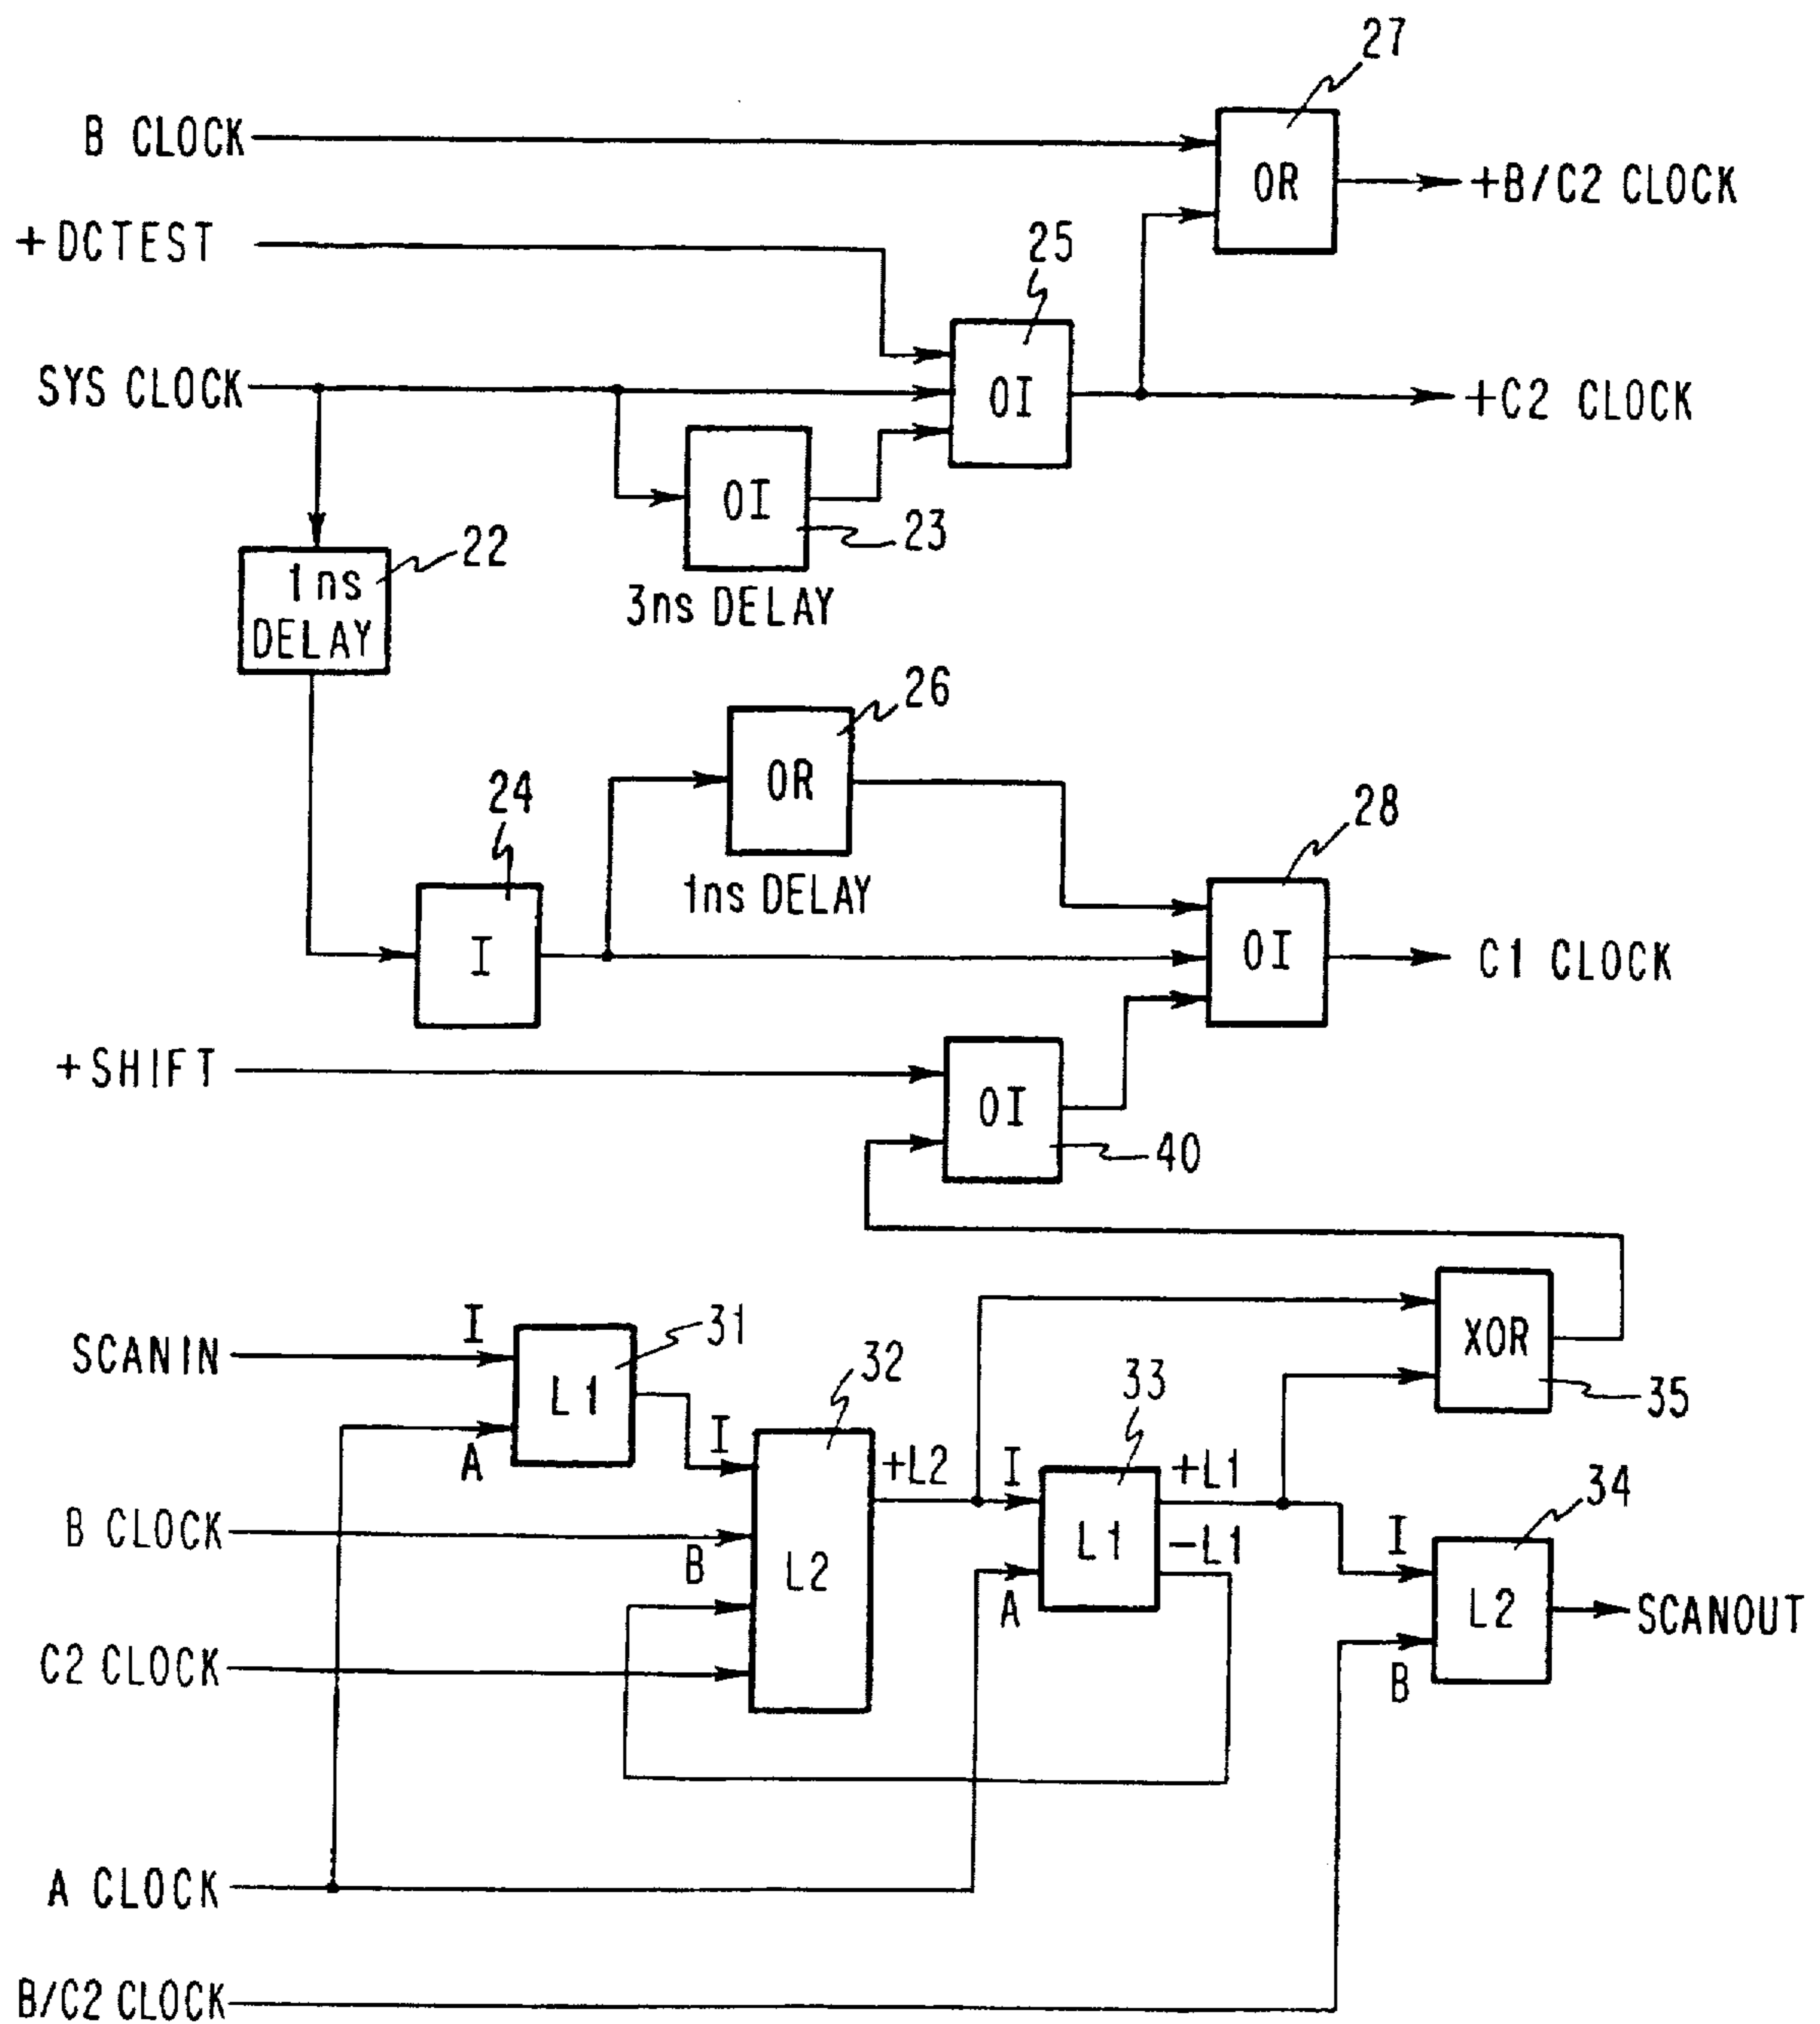 27
B CLOCK
OR
+B/C2 CLOCK
+DCTEST
25
SYS CLOCK
OI
+C2 CLOCK
OI
23
3ns DELAY
22
1ns
DELAY
26
OR
1ns DELAY
24
I
28
OI
C1 CLOCK
+SHIFT
OI
40
SCANIN
I
31
L1
A
32
I
+L2
L2
B CLOCK
B
C2 CLOCK
33
I
+L1
L1
-L1
A
XOR
35
34
I
L2
SCANOUT
B
A CLOCK
B/C2 CLOCK